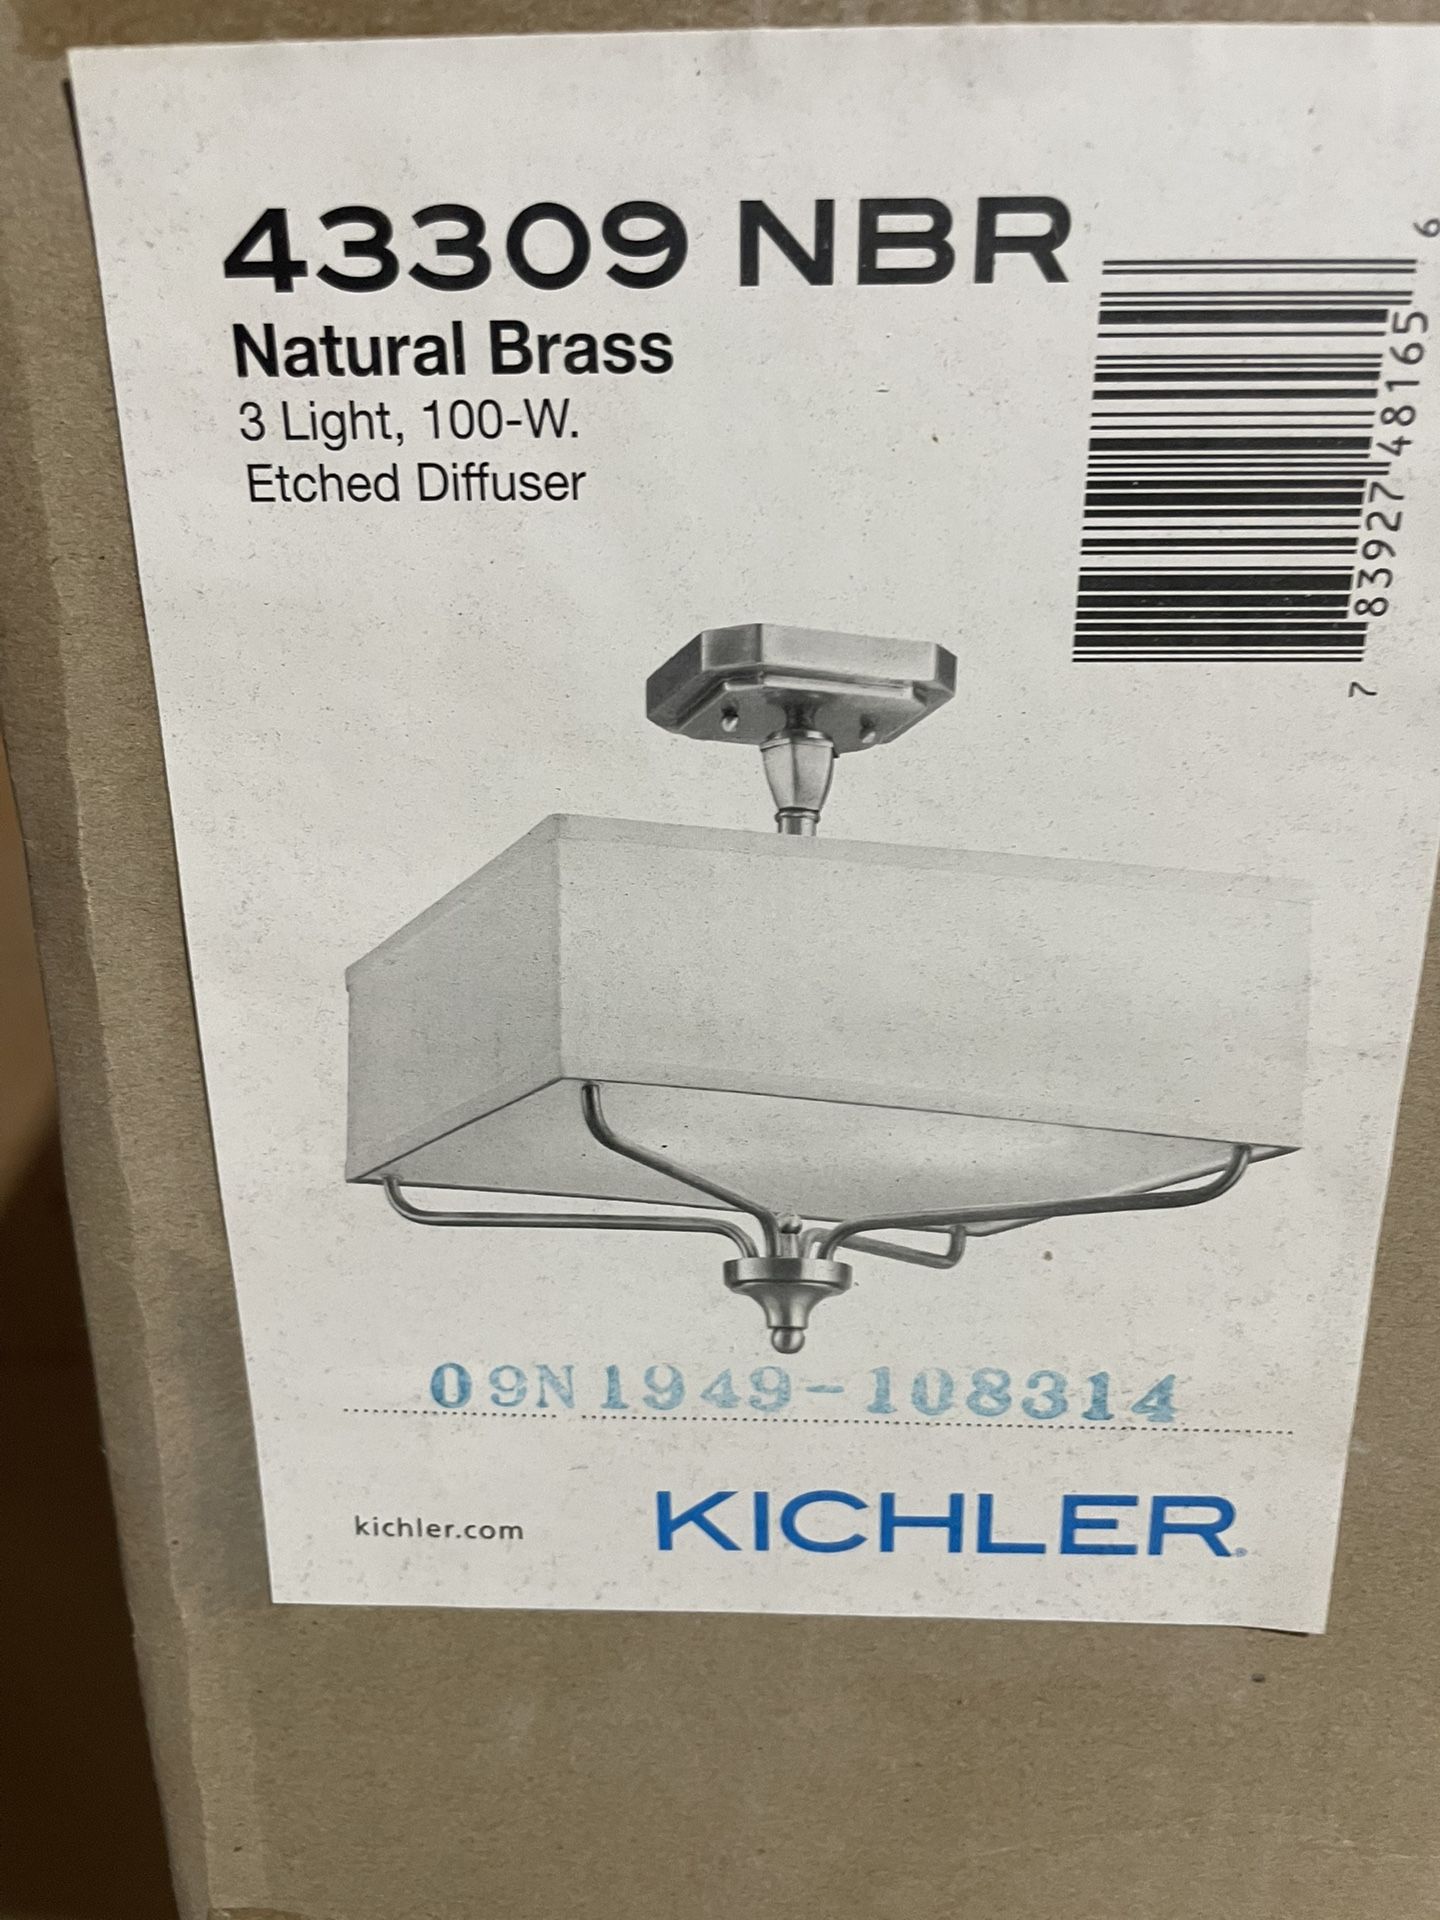 43309 NBR
Natural Brass
3 Light, 100-W.
Etched Diffuser
7 83927 48165 6
09N1949-108314
kichler.com
KICHLER®